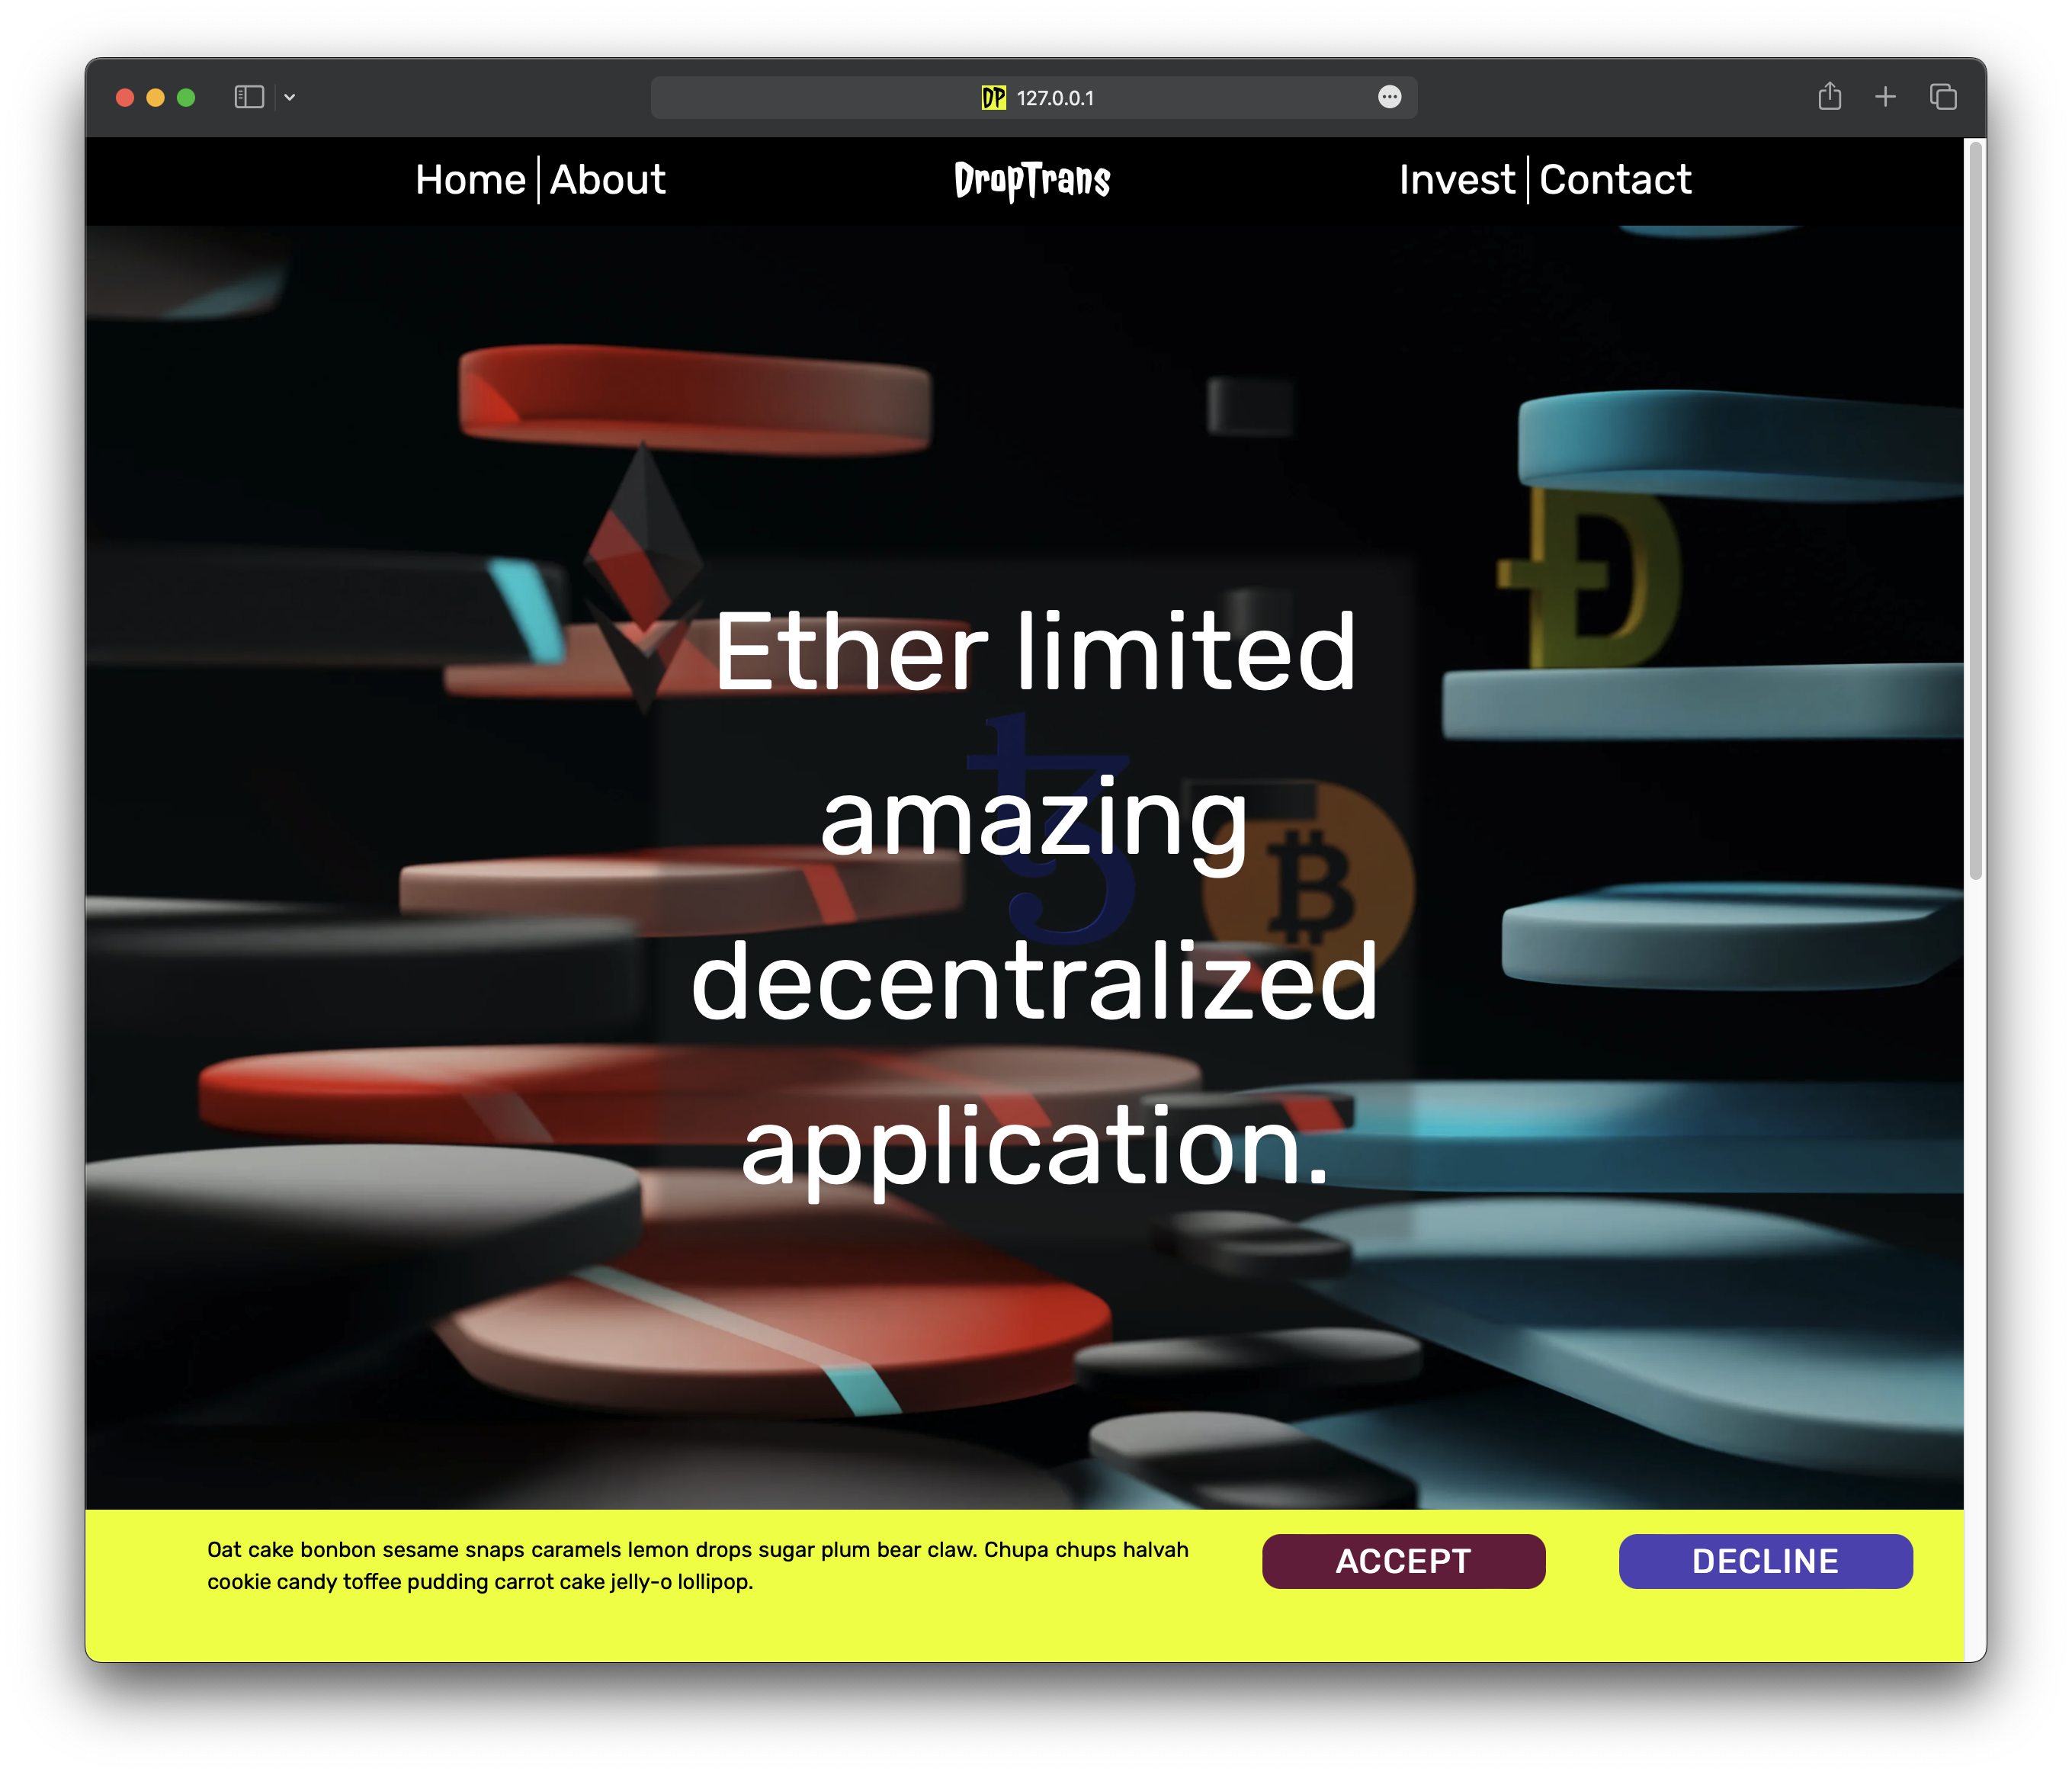 DP 127.0.0.1
Home About DropTrans Invest Contact
Ether limited
amazing
decentralized
application.
Oat cake bonbon sesame snaps caramels lemon drops sugar plum bear claw. Chupa chups halvah
cookie candy toffee pudding carrot cake jelly-o lollipop.
ACCEPT
DECLINE